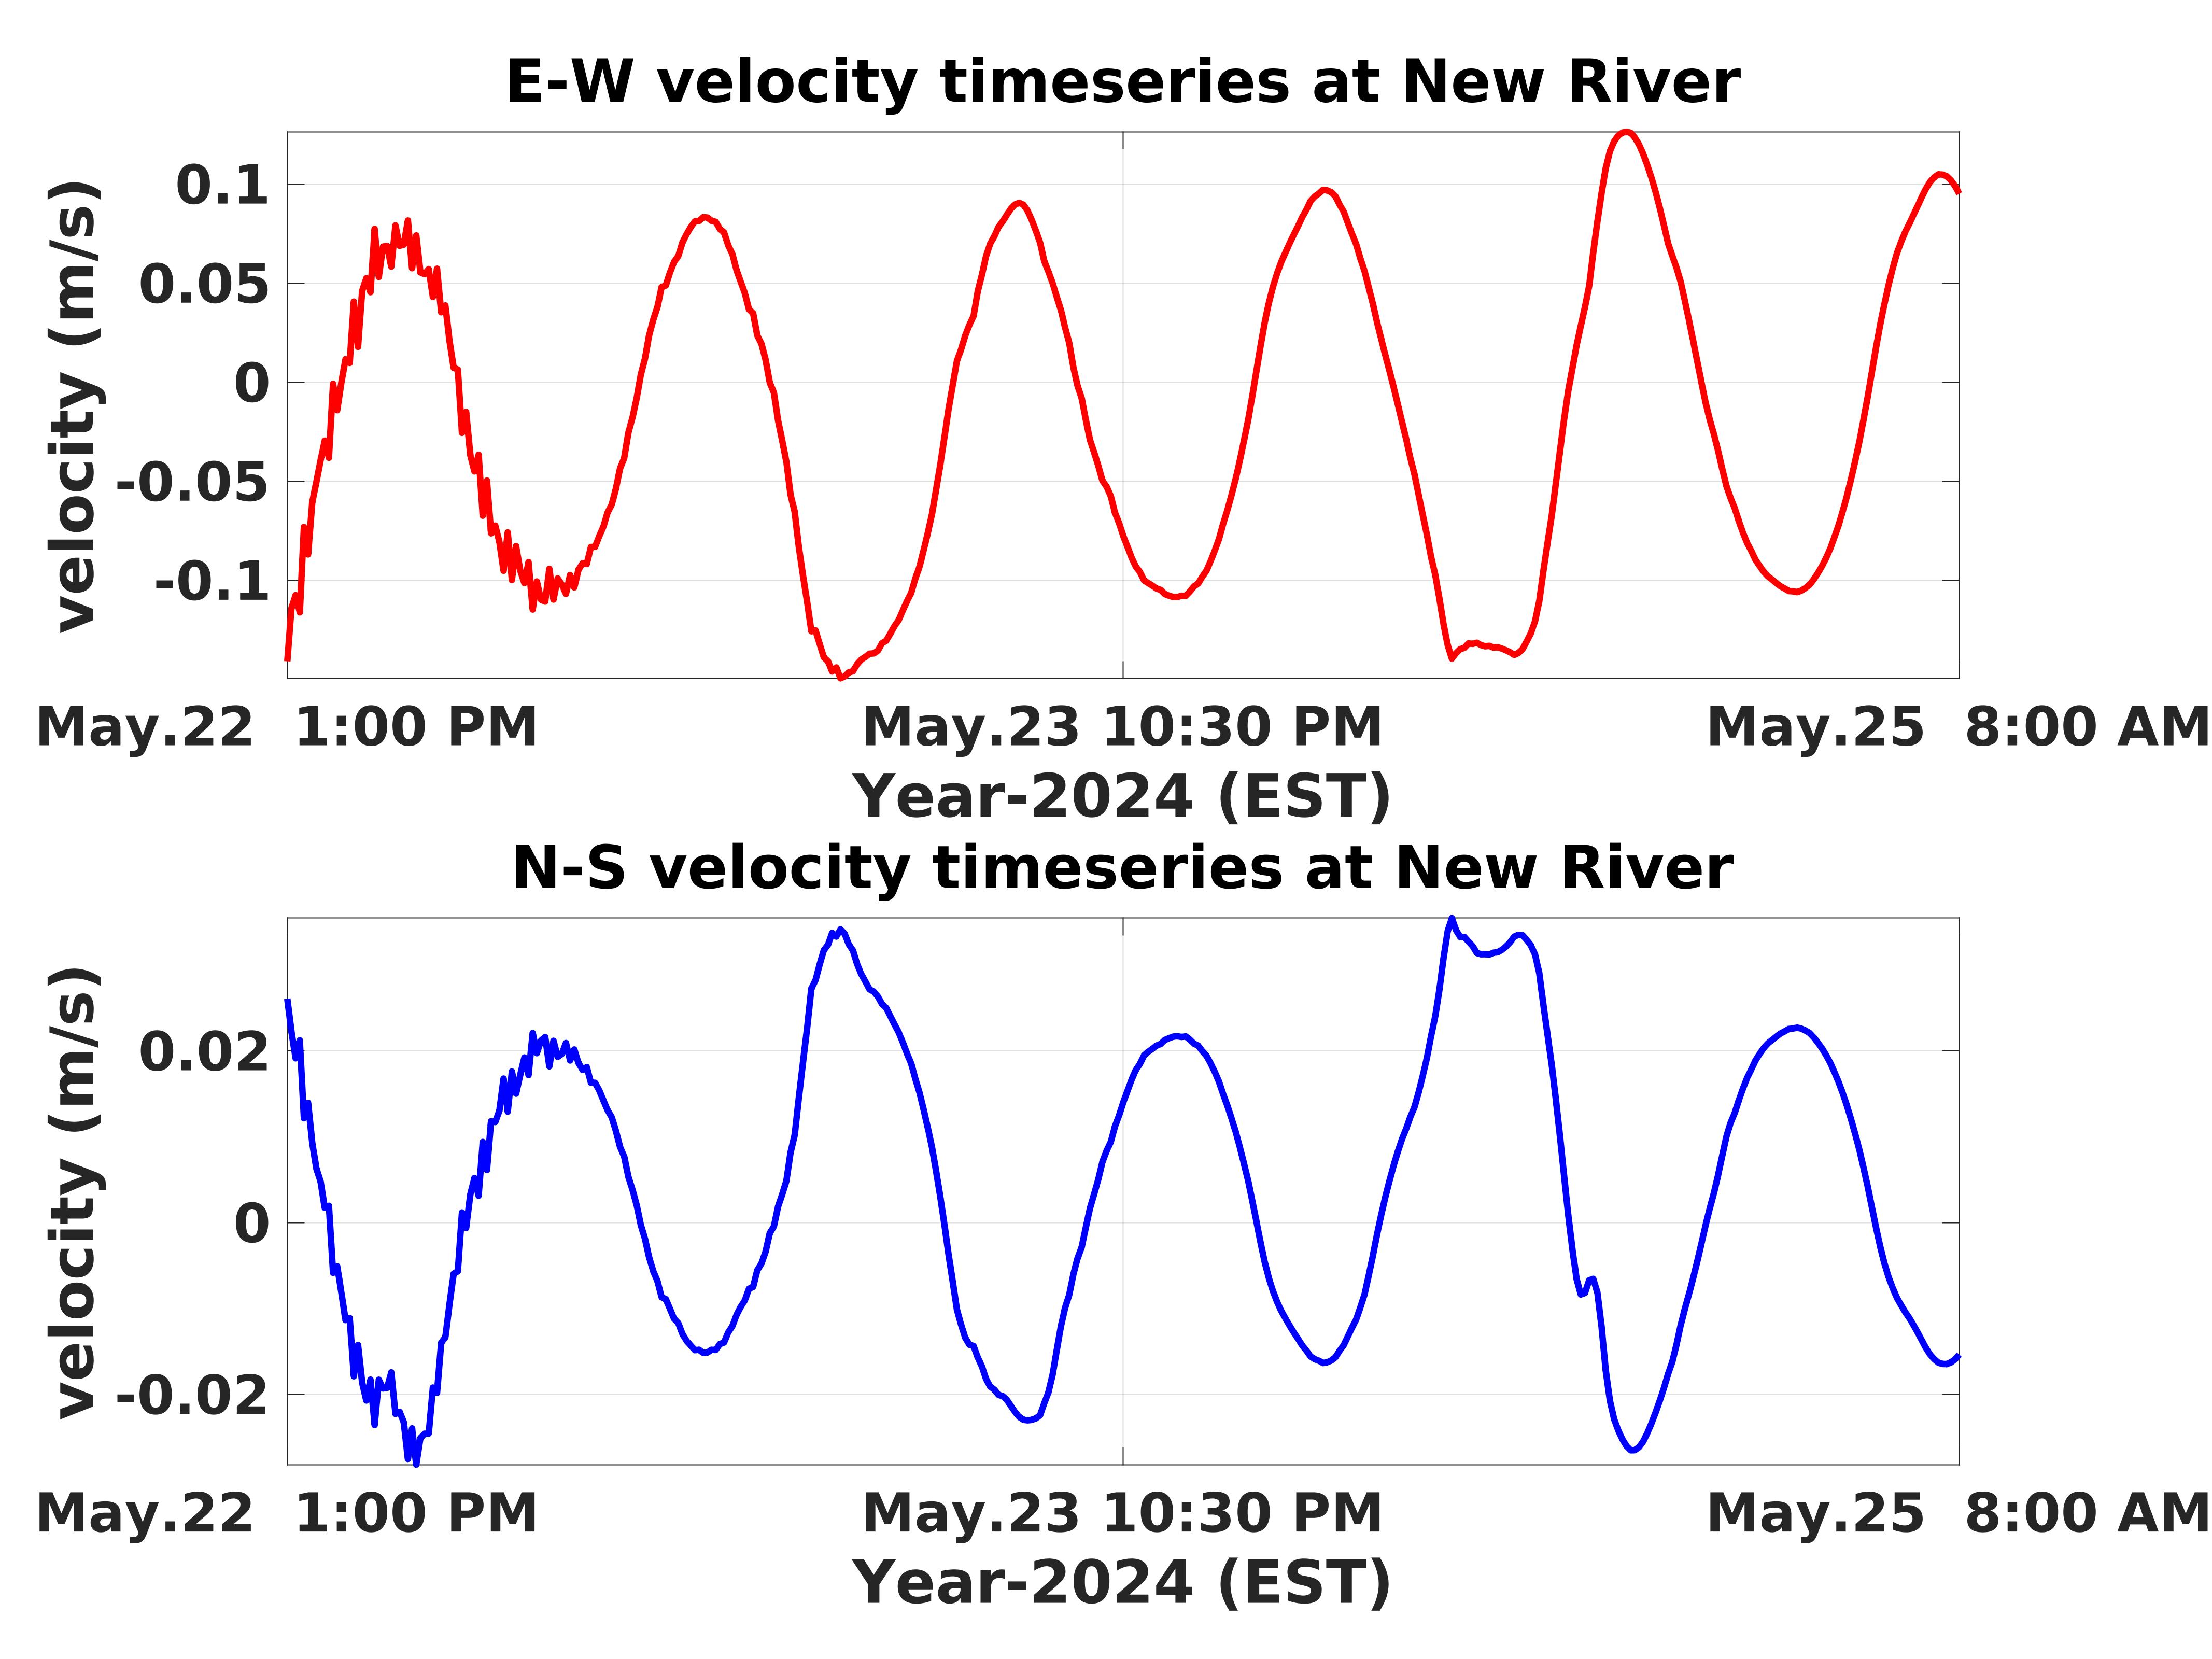 E-W velocity timeseries at New River
velocity (m/s)
0.1
0.05
0
-0.05
-0.1
May.22  1:00 PM
May.23 10:30 PM
May.25  8:00 AM
Year-2024 (EST)
N-S velocity timeseries at New River
velocity (m/s)
0.02
0
-0.02
May.22  1:00 PM
May.23 10:30 PM
May.25  8:00 AM
Year-2024 (EST)